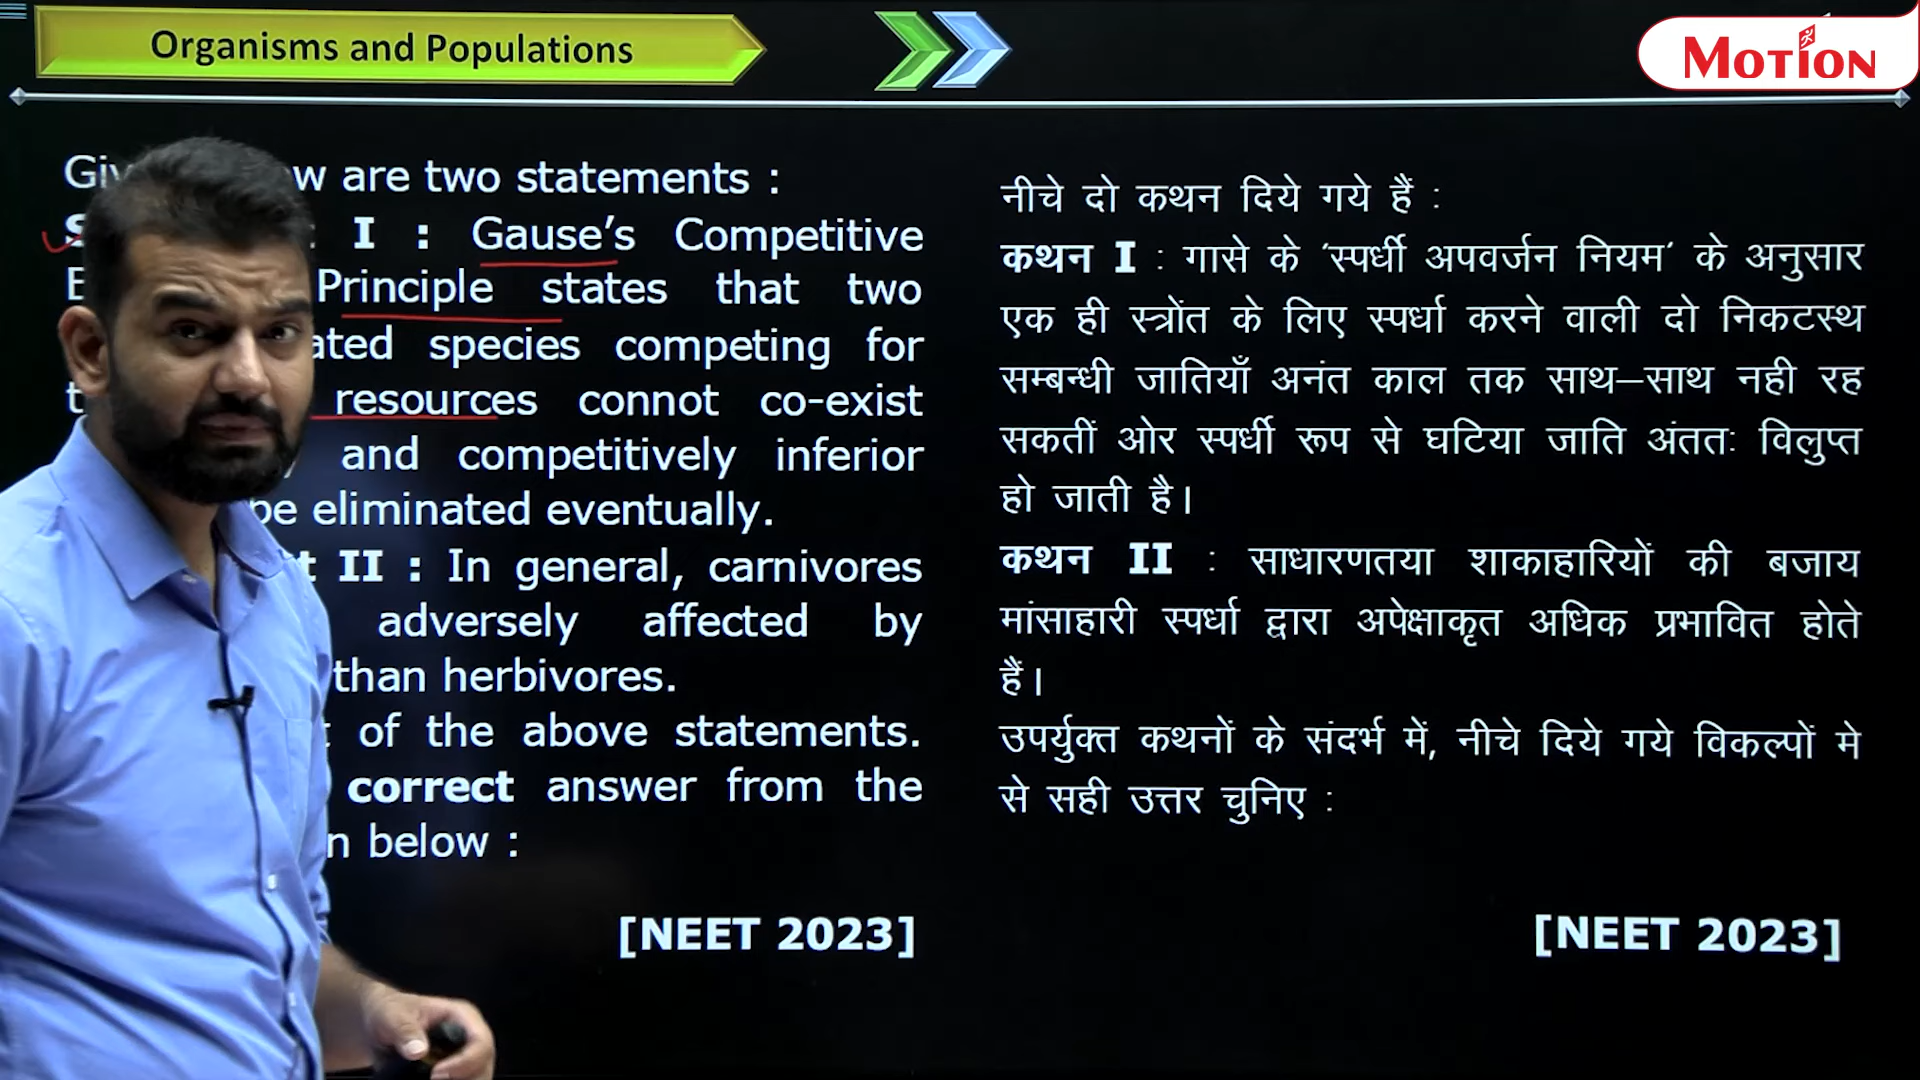 Organisms and Populations
MOTION
Giv w are two statements :
I : Gause's Competitive
Principle states that two
ated species competing for
resources connot co-exist
and competitively inferior
be eliminated eventually.
t II : In general, carnivores
adversely affected by
than herbivores.
of the above statements.
correct answer from the
n below :
[NEET 2023]
नीचे दो कथन दिये गये हैं :
कथन I : गासे के 'स्पर्धी अपवर्जन नियम' के अनुसार
एक ही स्त्रोंत के लिए स्पर्धा करने वाली दो निकटस्थ
सम्बन्धी जातियाँ अनंत काल तक साथ–साथ नही रह
सकतीं ओर स्पर्धी रूप से घटिया जाति अंततः विलुप्त
हो जाती है।
कथन II : साधारणतया शाकाहारियों की बजाय
मांसाहारी स्पर्धा द्वारा अपेक्षाकृत अधिक प्रभावित होते
हैं।
उपर्युक्त कथनों के संदर्भ में, नीचे दिये गये विकल्पों मे
से सही उत्तर चुनिए :
[NEET 2023]